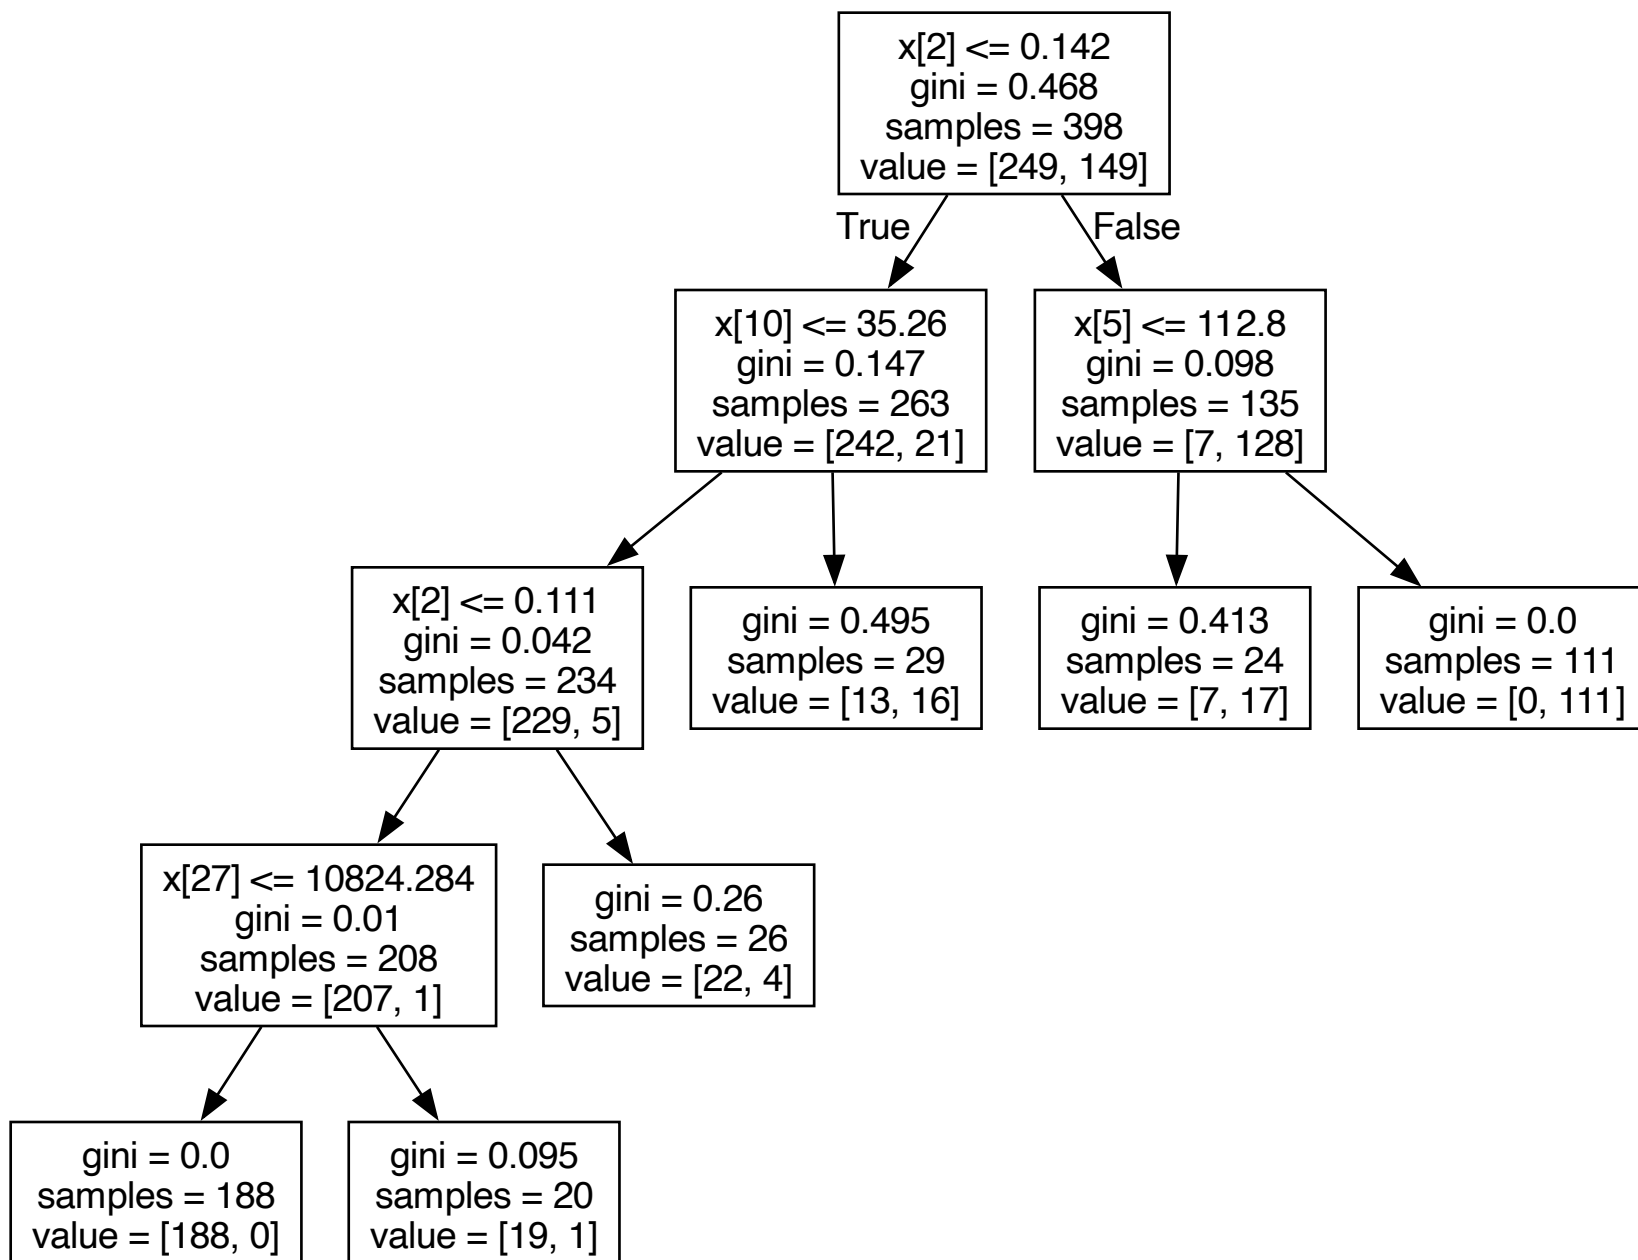 x[2] <= 0.142
gini = 0.468
samples = 398
value = [249, 149]
True
False
x[10] <= 35.26
gini = 0.147
samples = 263
value = [242, 21]
x[5] <= 112.8
gini = 0.098
samples = 135
value = [7, 128]
x[2] <= 0.111
gini = 0.042
samples = 234
value = [229, 5]
gini = 0.495
samples = 29
value = [13, 16]
gini = 0.413
samples = 24
value = [7, 17]
gini = 0.0
samples = 111
value = [0, 111]
x[27] <= 10824.284
gini = 0.01
samples = 208
value = [207, 1]
gini = 0.26
samples = 26
value = [22, 4]
gini = 0.0
samples = 188
value = [188, 0]
gini = 0.095
samples = 20
value = [19, 1]